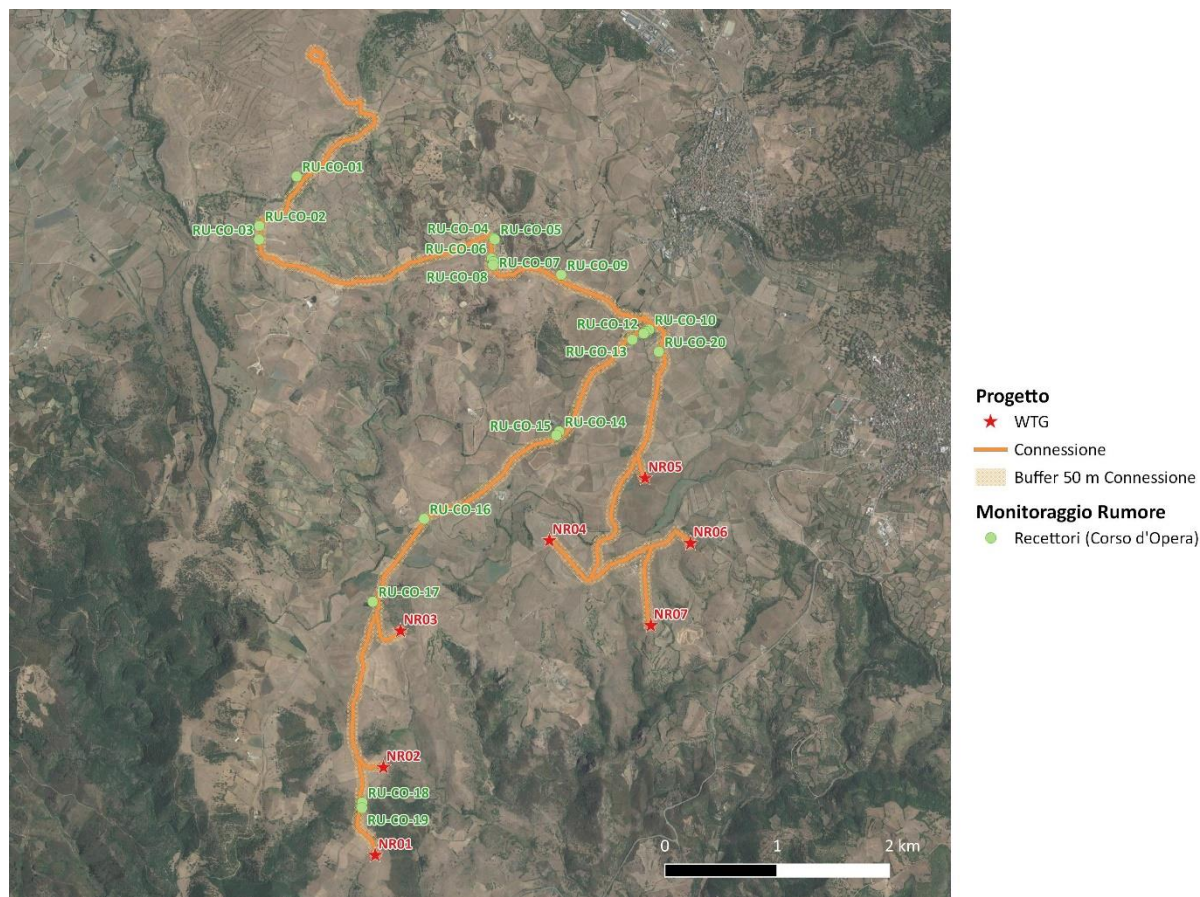 RU-CO-01
RU-CO-02
RU-CO-03
RU-CO-04
RU-CO-05
RU-CO-06
RU-CO-07
RU-CO-08
RU-CO-09
RU-CO-10
RU-CO-12
RU-CO-13
RU-CO-20
RU-CO-14
RU-CO-15
NR05
RU-CO-16
NR04
NR06
RU-CO-17
NR03
NR07
NR02
RU-CO-18
RU-CO-19
NR01
0 1 2 km
Progetto
WTG
Connessione
Buffer 50 m Connessione
Monitoraggio Rumore
Recettori (Corso d'Opera)